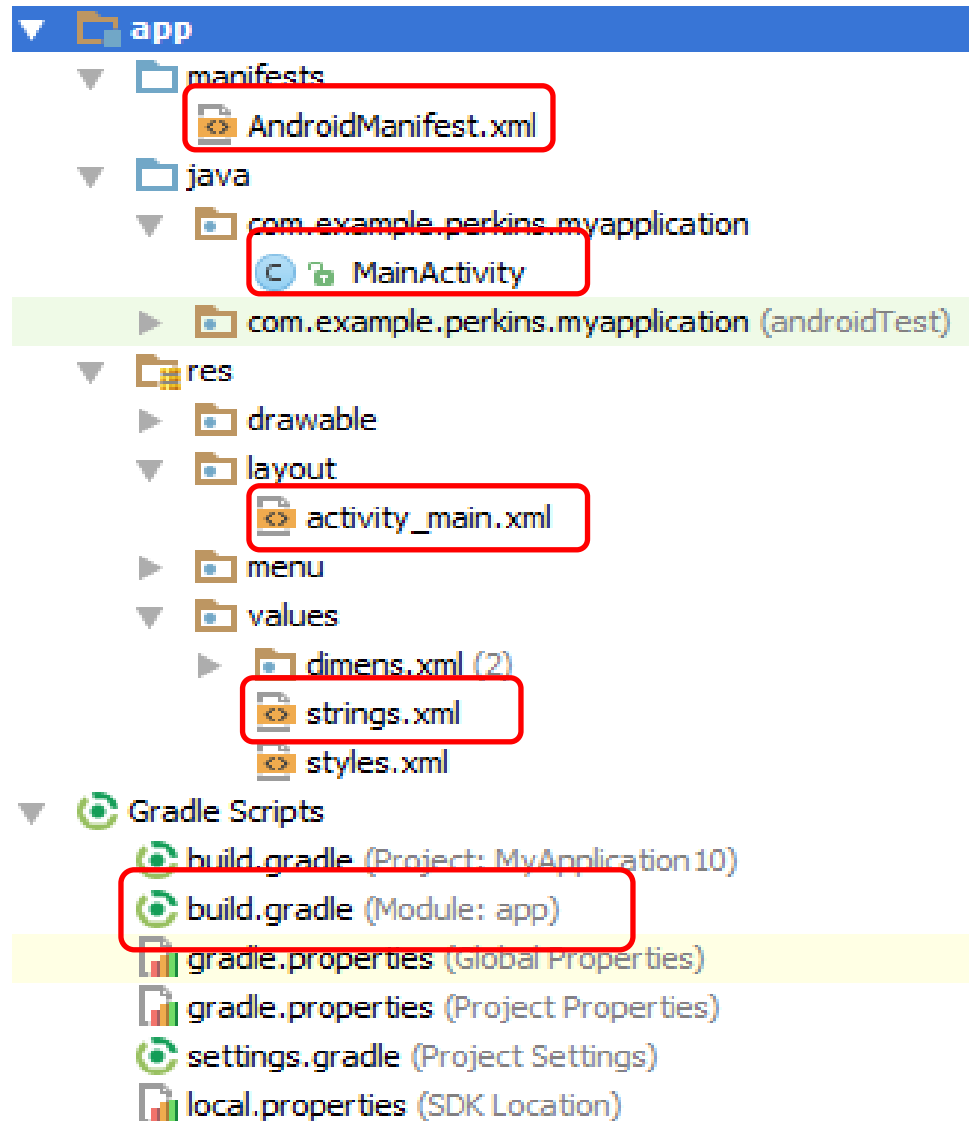 app
manifests
AndroidManifest.xml
java
com.example.perkins.myapplication
C MainActivity
com.example.perkins.myapplication (androidTest)
res
drawable
layout
activity_main.xml
menu
values
dimens.xml (2)
strings.xml
styles.xml
Gradle Scripts
build.gradle (Project: MyApplication10)
build.gradle (Module: app)
gradle.properties (Global Properties)
gradle.properties (Project Properties)
settings.gradle (Project Settings)
local.properties (SDK Location)